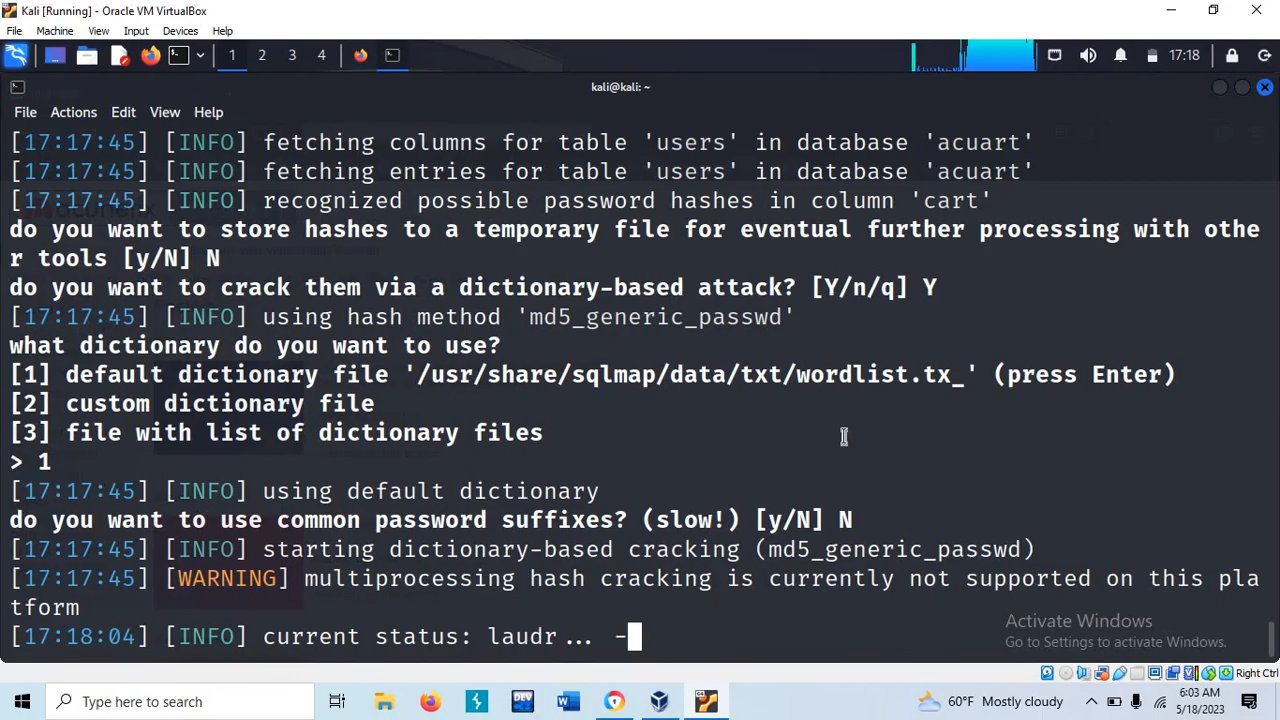 Kali [Running] - Oracle VM VirtualBox
File Machine View Input Devices Help
1 2 3 4 17:18
kali@kali: ~
File Actions Edit View Help
[17:17:45] [INFO] fetching columns for table 'users' in database 'acuart'
[17:17:45] [INFO] fetching entries for table 'users' in database 'acuart'
[17:17:45] [INFO] recognized possible password hashes in column 'cart'
do you want to store hashes to a temporary file for eventual further processing with othe
r tools [y/N] N
do you want to crack them via a dictionary-based attack? [Y/n/q] Y
[17:17:45] [INFO] using hash method 'md5_generic_passwd'
what dictionary do you want to use?
[1] default dictionary file '/usr/share/sqlmap/data/txt/wordlist.tx_' (press Enter)
[2] custom dictionary file
[3] file with list of dictionary files
> 1
[17:17:45] [INFO] using default dictionary
do you want to use common password suffixes? (slow!) [y/N] N
[17:17:45] [INFO] starting dictionary-based cracking (md5_generic_passwd)
[17:17:45] [WARNING] multiprocessing hash cracking is currently not supported on this pla
tform
[17:18:04] [INFO] current status: laudr... -
Activate Windows
Go to Settings to activate Windows.
Right Ctrl
Type here to search
DEV
60°F Mostly cloudy
6:03 AM
5/18/2023